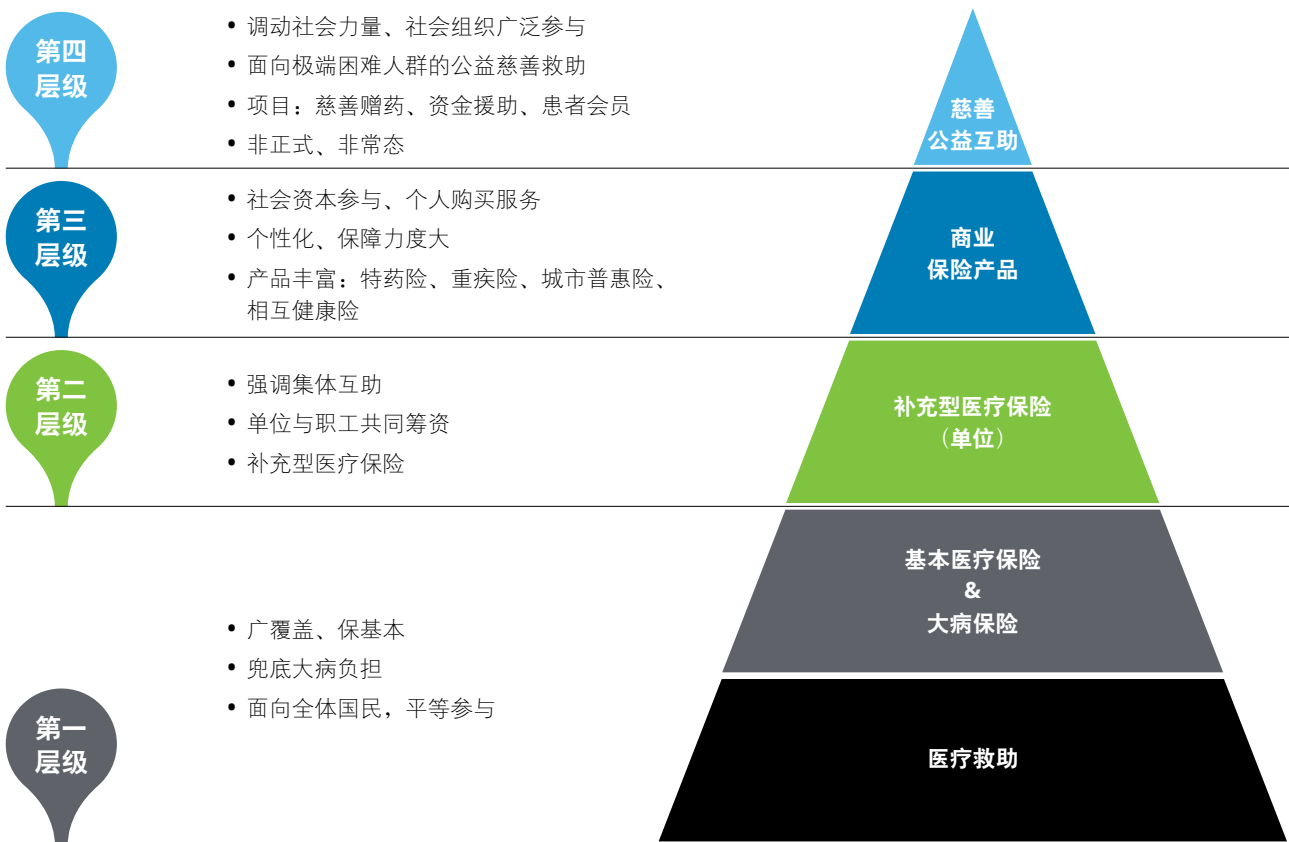 第四
层级
• 调动社会力量、社会组织广泛参与
• 面向极端困难人群的公益慈善救助
• 项目：慈善赠药、资金援助、患者会员
• 非正式、非常态
慈善
公益互助
第三
层级
• 社会资本参与、个人购买服务
• 个性化、保障力度大
• 产品丰富：特药险、重疾险、城市普惠险、
相互健康险
商业
保险产品
第二
层级
• 强调集体互助
• 单位与职工共同筹资
• 补充型医疗保险
补充型医疗保险
（单位）
第一
层级
• 广覆盖、保基本
• 兜底大病负担
• 面向全体国民，平等参与
基本医疗保险
&
大病保险
医疗救助